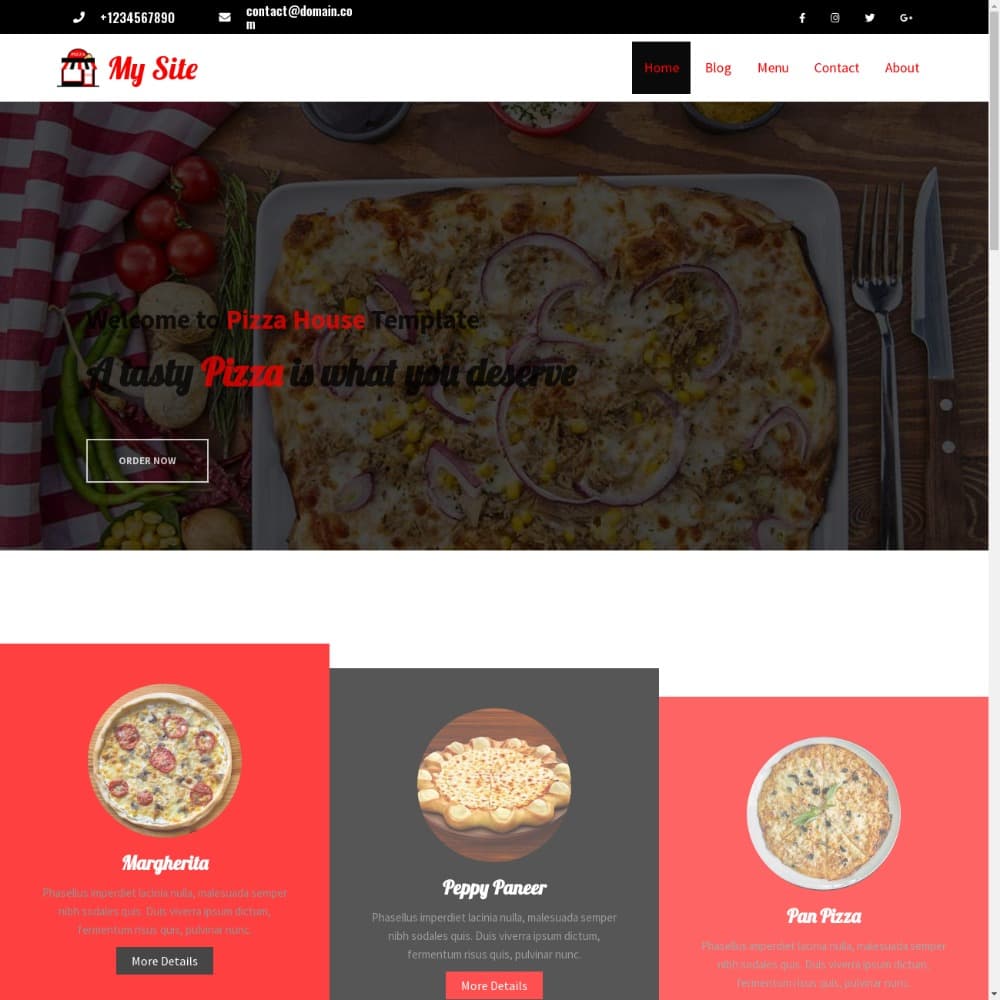 +1234567890
contact@domain.co
m
My Site
Home Blog Menu Contact About
Welcome to Pizza House Template
A tasty Pizza is what you deserve
ORDER NOW
Margherita
Phasellus imperdiet lacinia nulla, malesuada semper
nibh sodales quis. Duis viverra ipsum dictum,
fermentum risus quis, pulvinar nunc.
More Details
Peppy Paneer
Phasellus imperdiet lacinia nulla, malesuada semper
nibh sodales quis. Duis viverra ipsum dictum,
fermentum risus quis, pulvinar nunc.
More Details
Pan Pizza
Phasellus imperdiet lacinia nulla, malesuada semper
nibh sodales quis. Duis viverra ipsum dictum,
fermentum risus quis, pulvinar nunc.